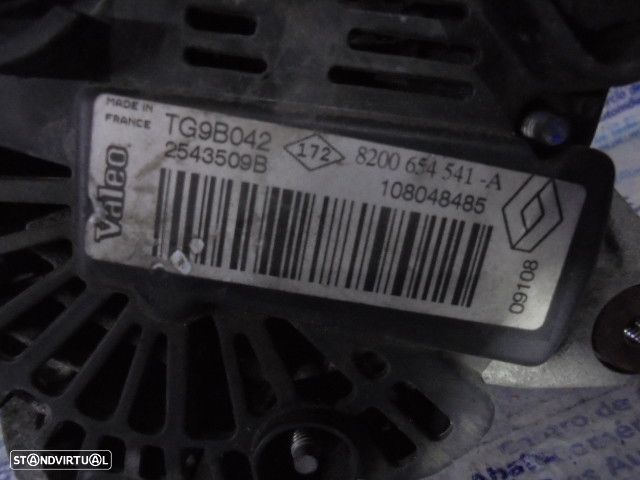 MADE IN
FRANCE
TG9B042
2543509B
172
8200 654 541 -A
108048485
Valeo
09108
STANDVIRTUAL